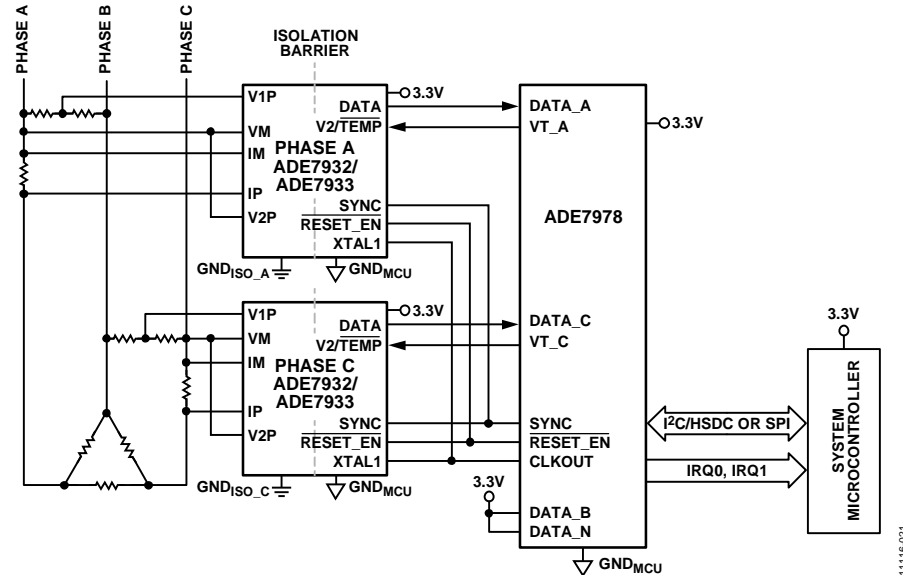 PHASE A
PHASE B
PHASE C
ISOLATION
BARRIER
V1P
VM
IM
IP
V2P
PHASE A
ADE7932/
ADE7933
DATA
V2/TEMP
SYNC
RESET_EN
XTAL1
3.3V
GNDISO_A
GNDMCU
V1P
VM
IM
IP
V2P
PHASE C
ADE7932/
ADE7933
DATA
V2/TEMP
SYNC
RESET_EN
XTAL1
3.3V
GNDISO_C
GNDMCU
DATA_A
VT_A
3.3V
ADE7978
DATA_C
VT_C
SYNC
RESET_EN
CLKOUT
3.3V
DATA_B
DATA_N
GNDMCU
I2C/HSDC OR SPI
IRQ0, IRQ1
3.3V
SYSTEM
MICROCONTROLLER
11116-021